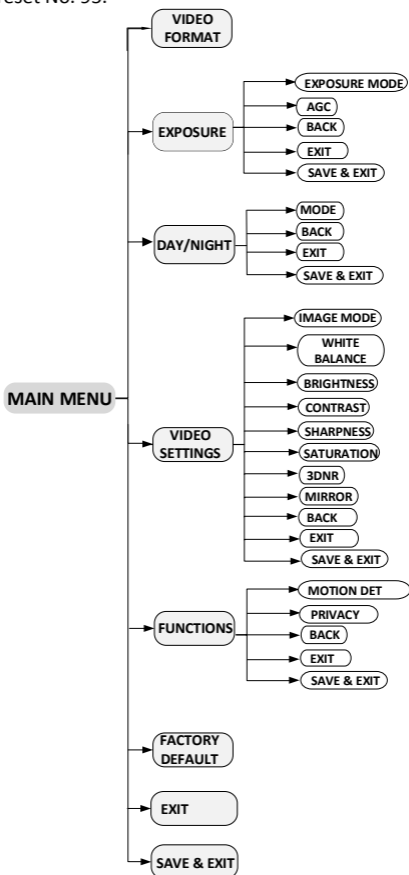 reset No. 95.
VIDEO
FORMAT
EXPOSURE
EXPOSURE MODE
AGC
BACK
EXIT
SAVE & EXIT
DAY/NIGHT
MODE
BACK
EXIT
SAVE & EXIT
MAIN MENU
VIDEO
SETTINGS
IMAGE MODE
WHITE
BALANCE
BRIGHTNESS
CONTRAST
SHARPNESS
SATURATION
3DNR
MIRROR
BACK
EXIT
SAVE & EXIT
FUNCTIONS
MOTION DET
PRIVACY
BACK
EXIT
SAVE & EXIT
FACTORY
DEFAULT
EXIT
SAVE & EXIT